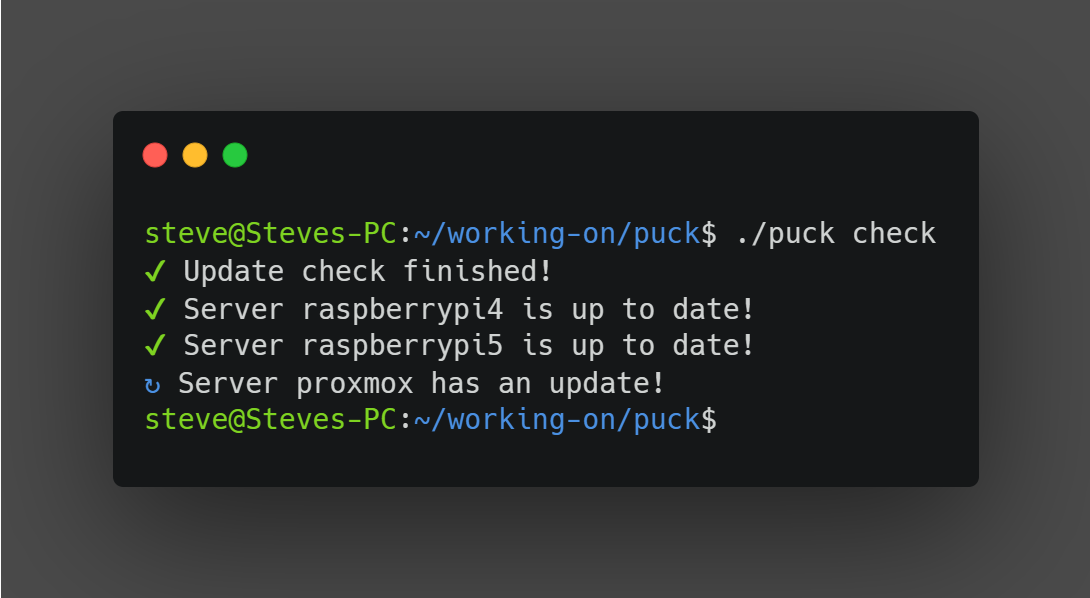 steve@Steves-PC:~/working-on/puck$ ./puck check
✔ Update check finished!
✔ Server raspberrypi4 is up to date!
✔ Server raspberrypi5 is up to date!
↻ Server proxmox has an update!
steve@Steves-PC:~/working-on/puck$